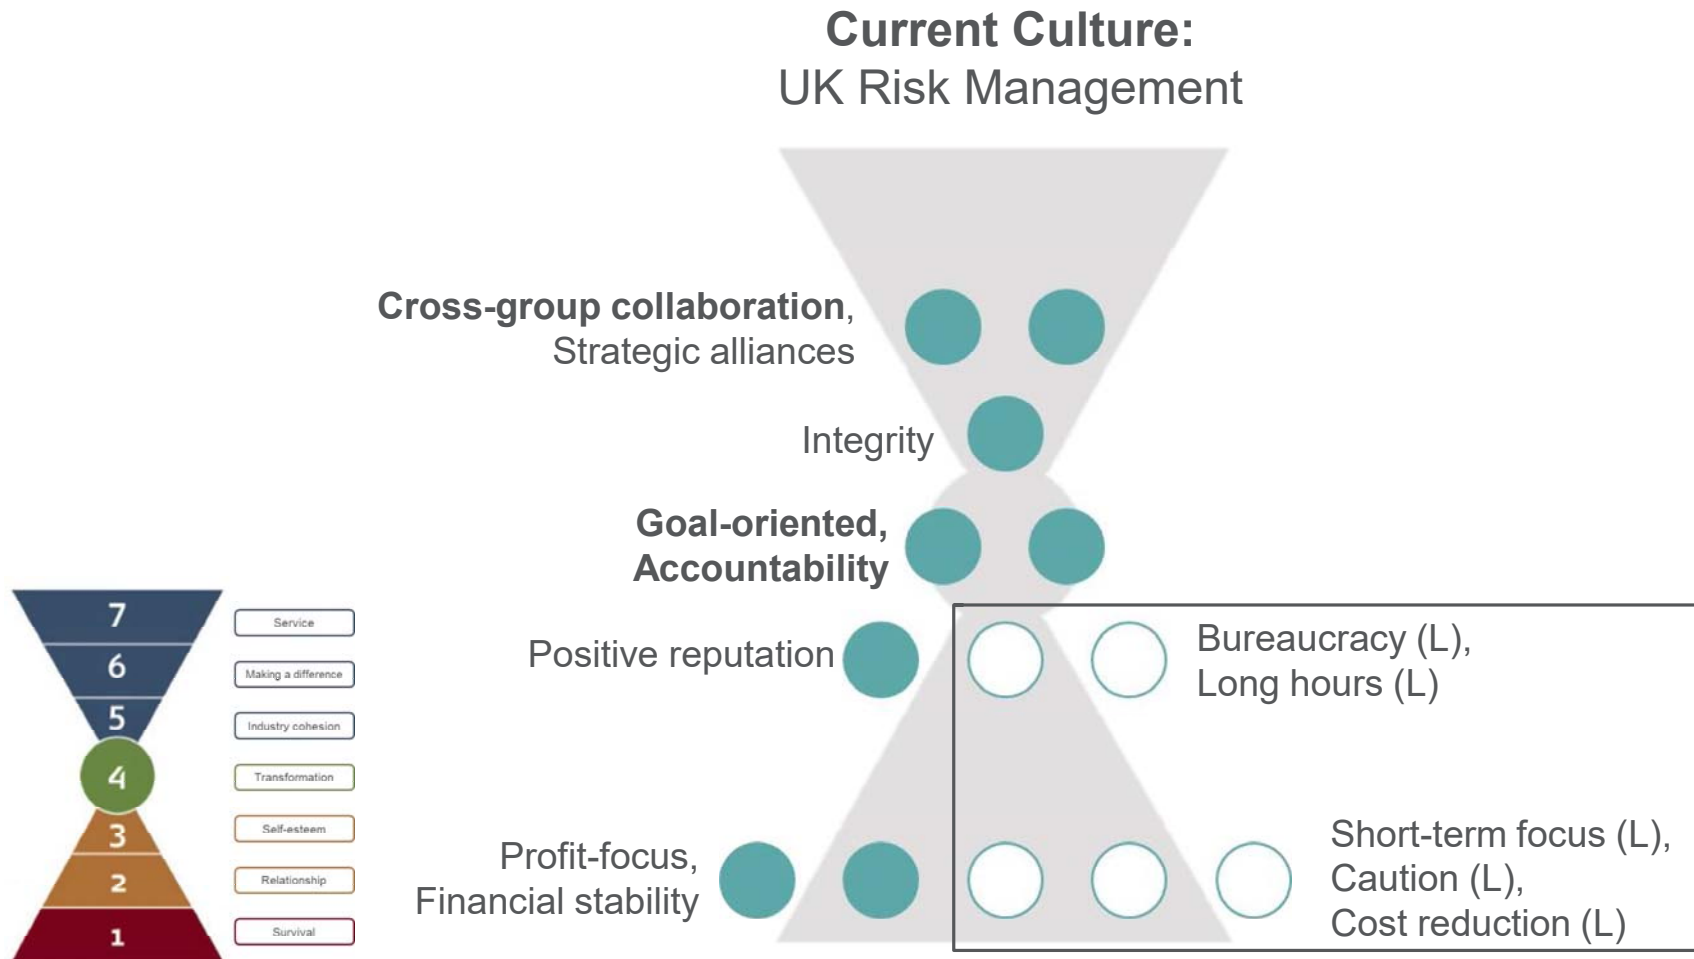 Current Culture:
UK Risk Management
Cross-group collaboration,
Strategic alliances
Integrity
Goal-oriented,
Accountability
Positive reputation
Bureaucracy (L),
Long hours (L)
Profit-focus,
Financial stability
Short-term focus (L),
Caution (L),
Cost reduction (L)
7
Service
6
Making a difference
5
Industry cohesion
4
Transformation
3
Self-esteem
2
Relationship
1
Survival